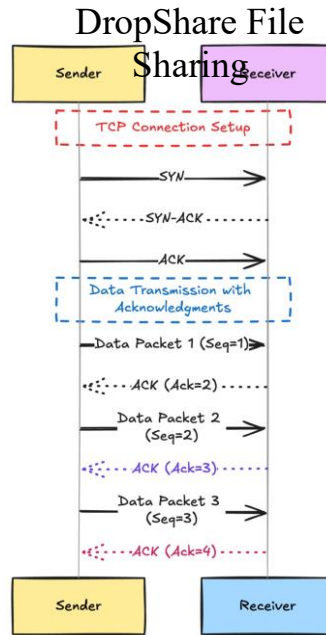 DropShare File
Sharing
Sender
Receiver
TCP Connection Setup
SYN
SYN-ACK
ACK
Data Transmission with
Acknowledgments
Data Packet 1 (Seq=1)
ACK (Ack=2)
Data Packet 2
(Seq=2)
ACK (Ack=3)
Data Packet 3
(Seq=3)
ACK (Ack=4)
Sender
Receiver